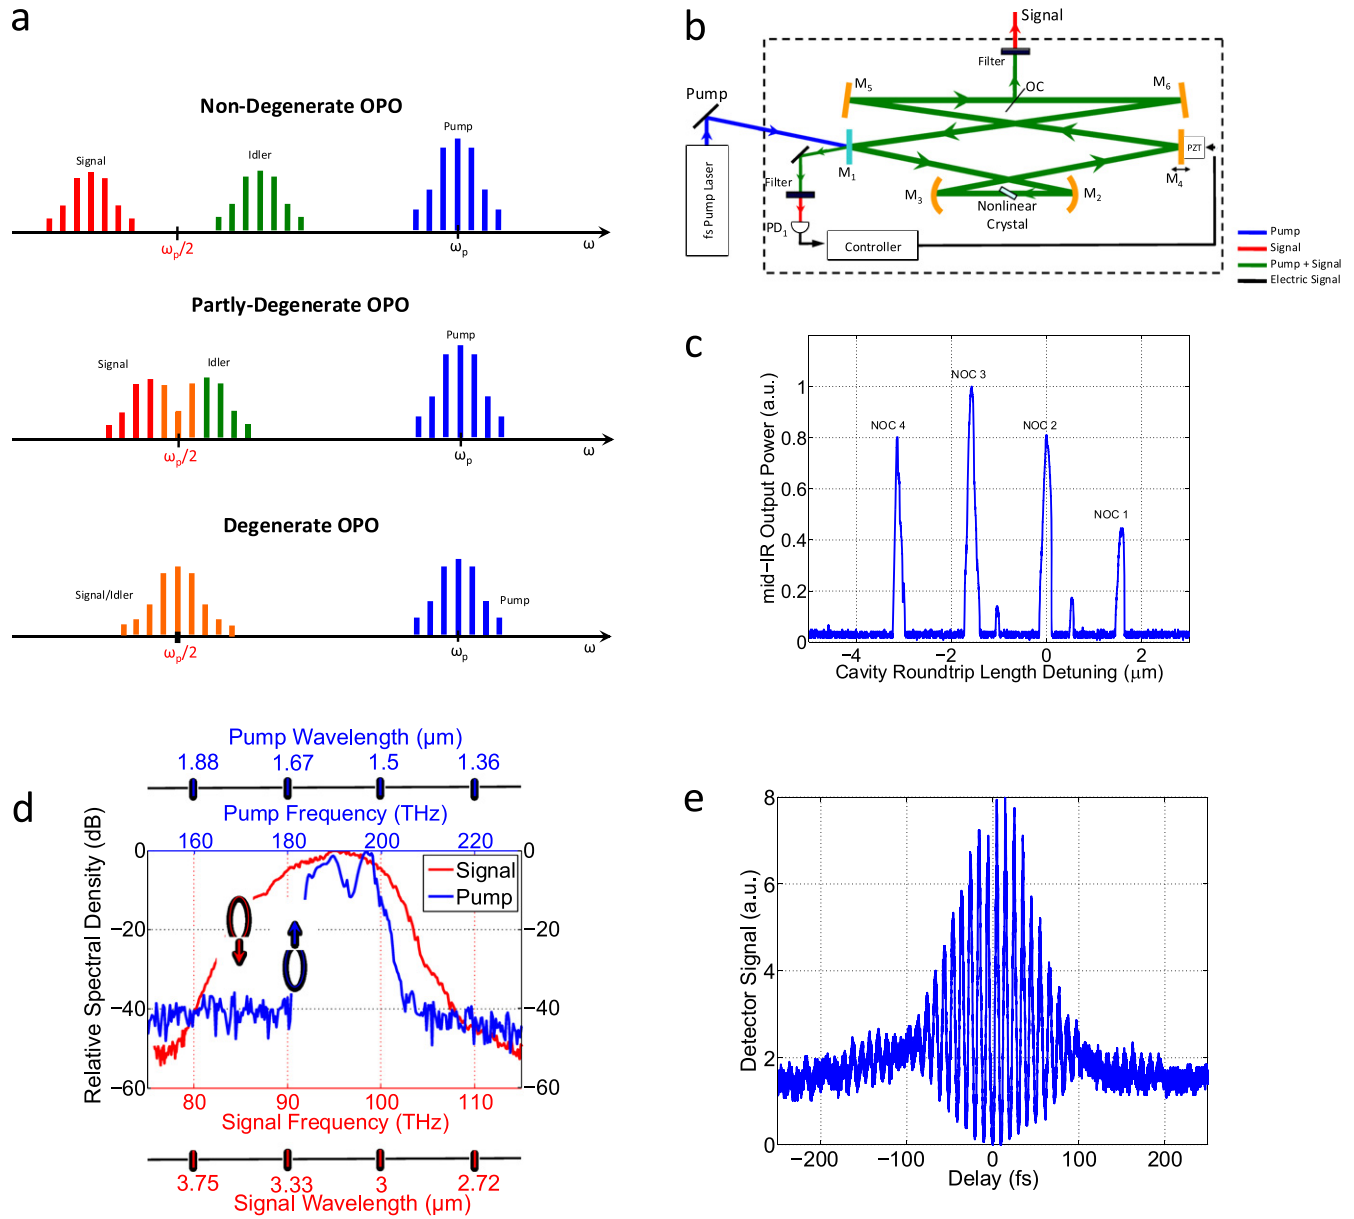 a
Non-Degenerate OPO
Signal
Idler
Pump
ωp/2
ωp
ω
Partly-Degenerate OPO
Signal
Idler
Pump
ωp/2
ωp
ω
Degenerate OPO
Signal/Idler
Pump
ωp/2
ωp
ω
b
Signal
Filter
M5
OC
M6
Pump
fs Pump Laser
M1
Filter
PD1
M3
Nonlinear
Crystal
M2
M4
PZT
Controller
Pump
Signal
Pump + Signal
Electric Signal
c
NOC 4
NOC 3
NOC 2
NOC 1
mid−IR Output Power (a.u.)
1
0.8
0.6
0.4
0.2
0
−4 −2 0 2
Cavity Roundtrip Length Detuning (μm)
Pump Wavelength (μm)
1.88 1.67 1.5 1.36
d
Pump Frequency (THz)
160 180 200 220
Relative Spectral Density (dB)
0
−20
−40
−60
0
−20
−40
−60
Signal
Pump
80 90 100 110
Signal Frequency (THz)
3.75 3.33 3 2.72
Signal Wavelength (μm)
e
Detector Signal (a.u.)
8
6
4
2
0
−200 −100 0 100 200
Delay (fs)